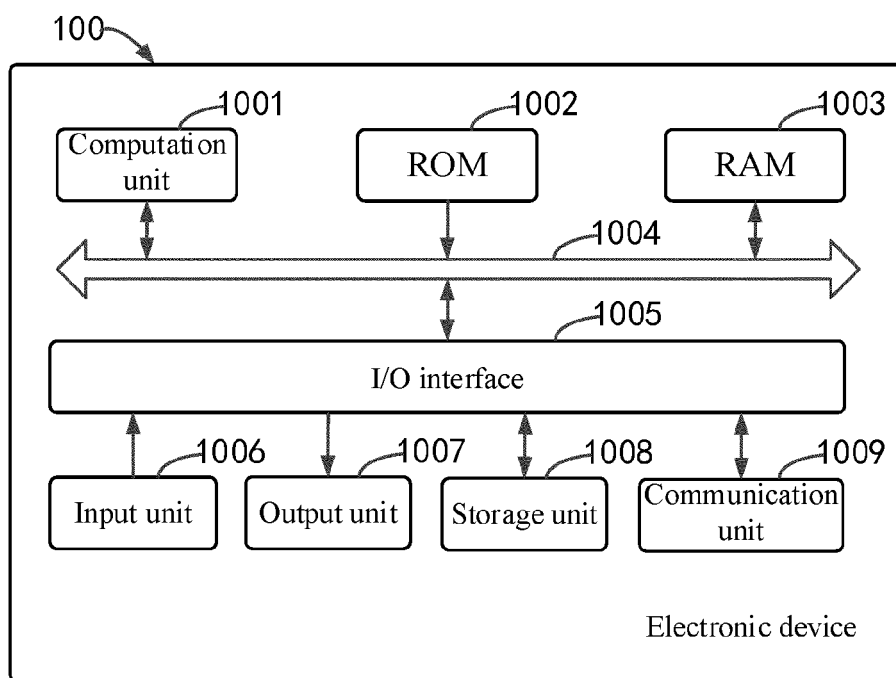 100
1001
1002
1003
Computation
unit
ROM
RAM
1004
1005
I/O interface
1006
1007
1008
1009
Input unit
Output unit
Storage unit
Communication
unit
Electronic device